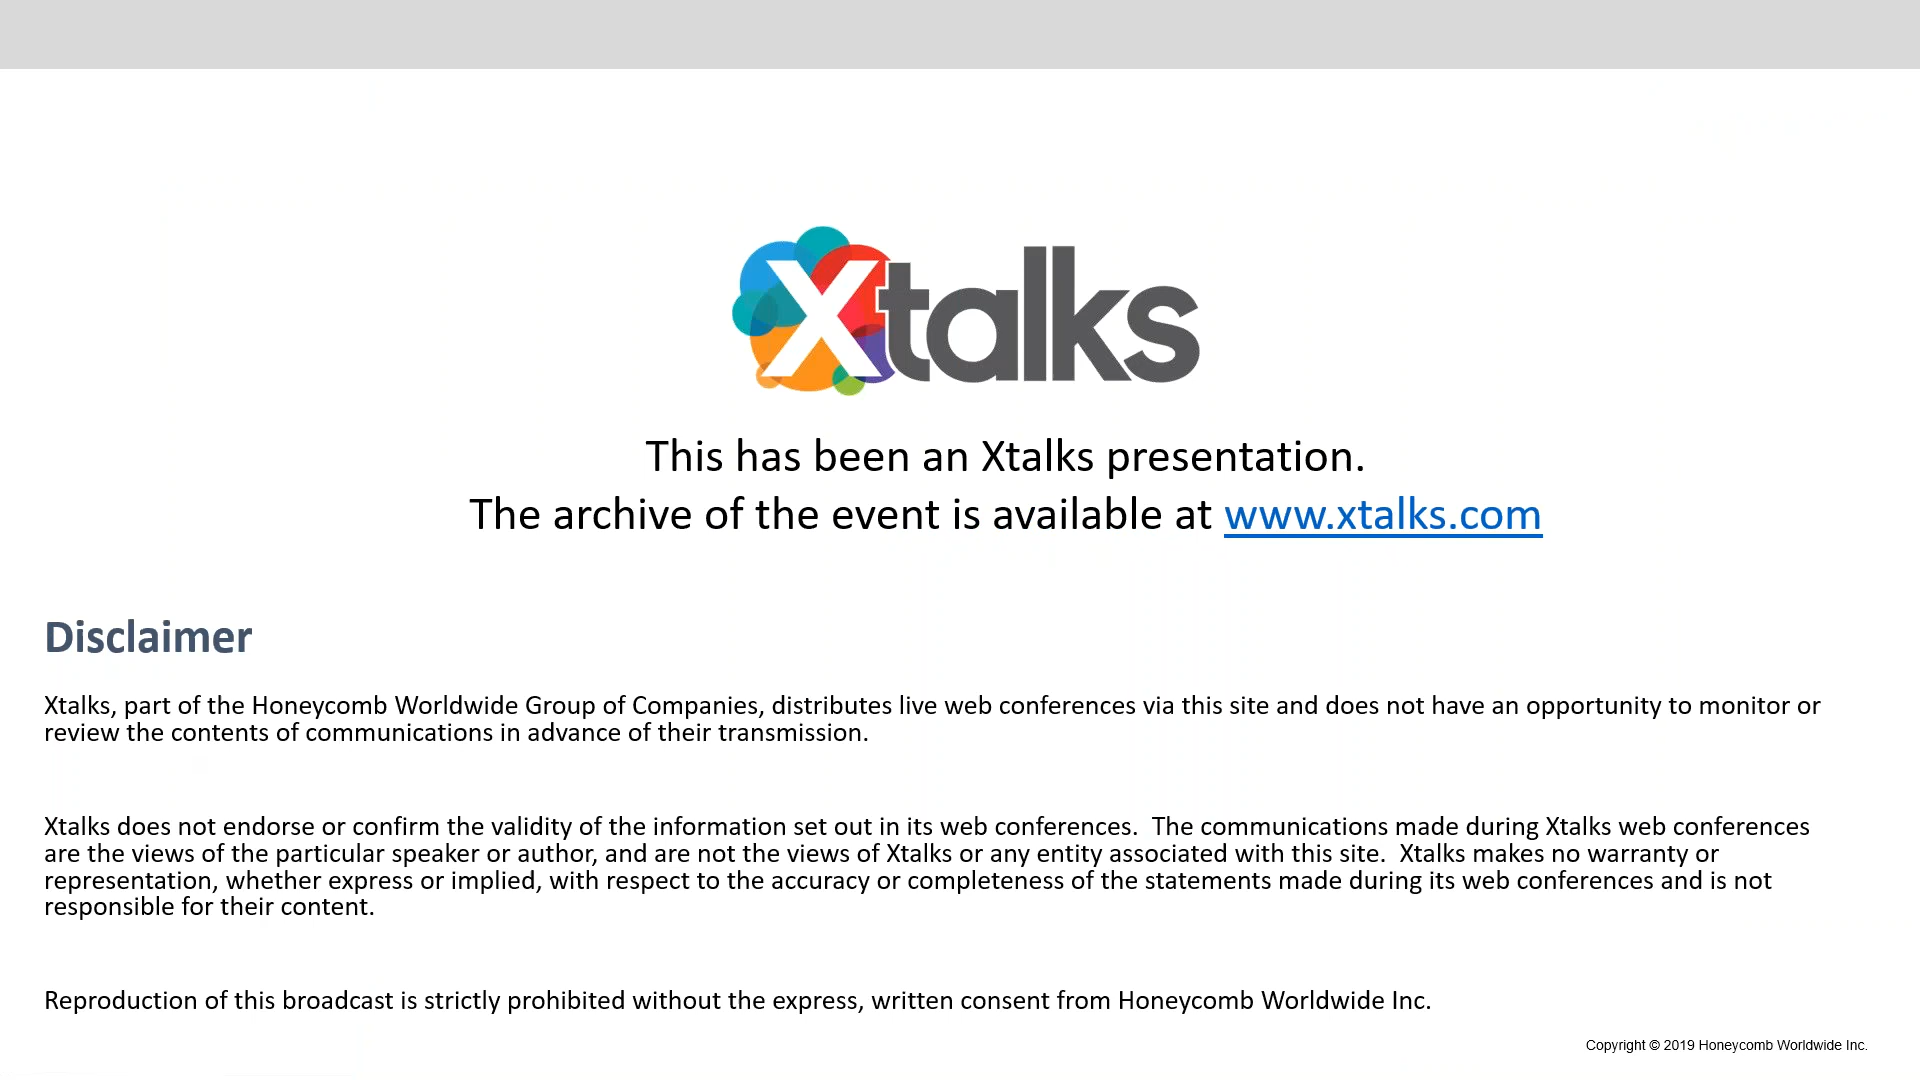 Xtalks
This has been an Xtalks presentation.
The archive of the event is available at www.xtalks.com
Disclaimer
Xtalks, part of the Honeycomb Worldwide Group of Companies, distributes live web conferences via this site and does not have an opportunity to monitor or
review the contents of communications in advance of their transmission.
Xtalks does not endorse or confirm the validity of the information set out in its web conferences.  The communications made during Xtalks web conferences
are the views of the particular speaker or author, and are not the views of Xtalks or any entity associated with this site.  Xtalks makes no warranty or
representation, whether express or implied, with respect to the accuracy or completeness of the statements made during its web conferences and is not
responsible for their content.
Reproduction of this broadcast is strictly prohibited without the express, written consent from Honeycomb Worldwide Inc.
Copyright © 2019 Honeycomb Worldwide Inc.